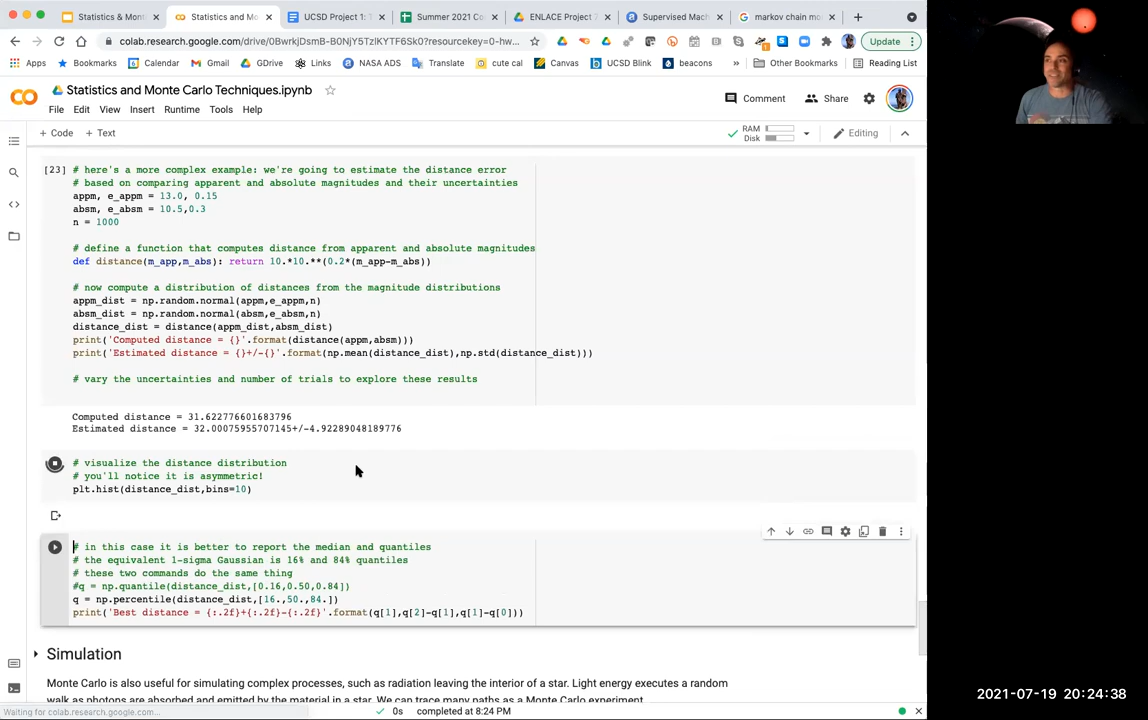 Statistics & Mont
Statistics and Mo
UCSD Project 1: T
Summer 2021 Co
ENLACE Project
Supervised Mac
markov chain mo
colab.research.google.com/drive/0BwrkjDsmB-B0NjY5TzlKYTF6Sk0?resourcekey=0-hw...
Update
Apps
Bookmarks
Calendar
Gmail
GDrive
Links
NASA ADS
Translate
cute cal
Canvas
UCSD Blink
beacons
»
Other Bookmarks
Reading List
CO
Statistics and Monte Carlo Techniques.ipynb
Comment
Share
File Edit View Insert Runtime Tools Help
+ Code + Text
RAM
Disk
Editing
[23] # here's a more complex example: we're going to estimate the distance error
# based on comparing apparent and absolute magnitudes and their uncertainties
appm, e_appm = 13.0, 0.15
absm, e_absm = 10.5,0.3
n = 1000
# define a function that computes distance from apparent and absolute magnitudes
def distance(m_app,m_abs): return 10.*10.**(0.2*(m_app-m_abs))
# now compute a distribution of distances from the magnitude distributions
appm_dist = np.random.normal(appm,e_appm,n)
absm_dist = np.random.normal(absm,e_absm,n)
distance_dist = distance(appm_dist,absm_dist)
print('Computed distance = {}'.format(distance(appm,absm)))
print('Estimated distance = {}+/-{}'.format(np.mean(distance_dist),np.std(distance_dist)))
# vary the uncertainties and number of trials to explore these results
Computed distance = 31.622776601683796
Estimated distance = 32.00075955707145+/-4.92289048189776
# visualize the distance distribution
# you'll notice it is asymmetric!
plt.hist(distance_dist,bins=10)
# in this case it is better to report the median and quantiles
# the equivalent 1-sigma Gaussian is 16% and 84% quantiles
# these two commands do the same thing
#q = np.quantile(distance_dist,[0.16,0.50,0.84])
q = np.percentile(distance_dist,[16.,50.,84.])
print('Best distance = {:.2f}+{:.2f}-{:.2f}'.format(q[1],q[2]-q[1],q[1]-q[0]))
Simulation
Monte Carlo is also useful for simulating complex processes, such as radiation leaving the interior of a star. Light energy executes a random
walk as photons are absorbed and emitted by the material in a star. We can trace many paths as a Monte Carlo experiment.
Waiting for colab.research.google.com...
0s completed at 8:24 PM
2021-07-19 20:24:38